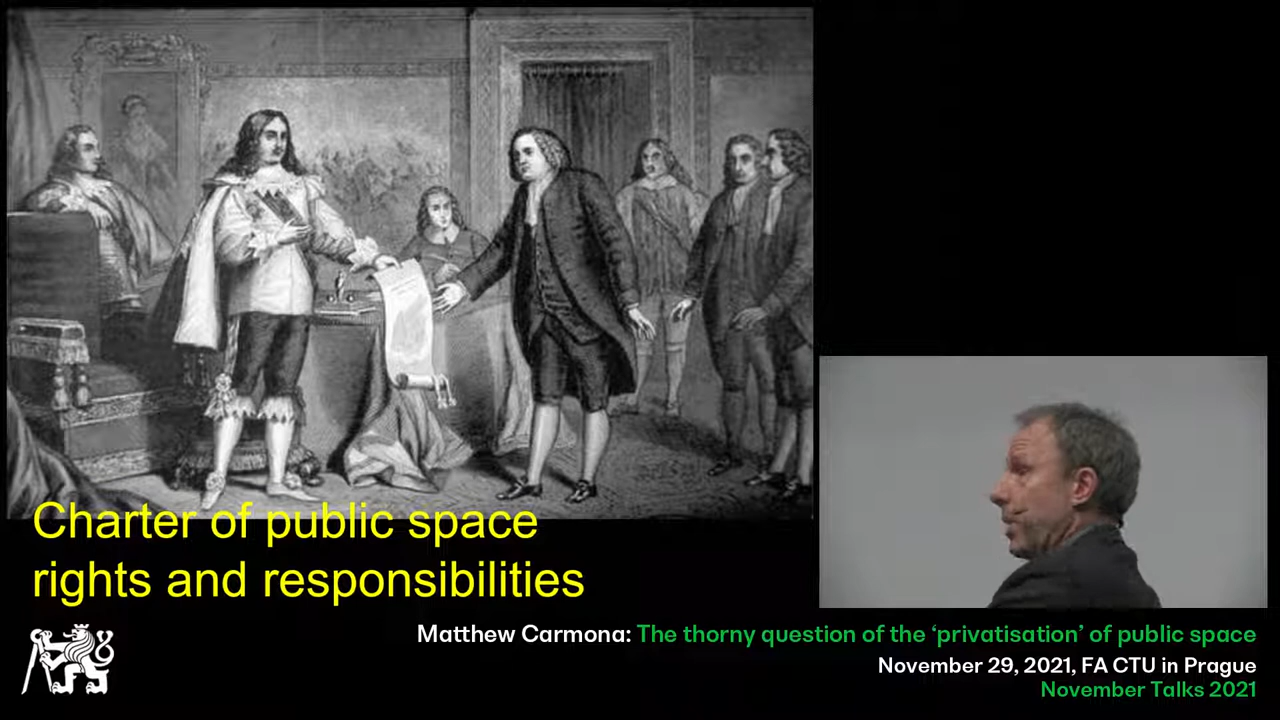 Charter of public space
rights and responsibilities
Matthew Carmona: The thorny question of the ‘privatisation’ of public space
November 29, 2021, FA CTU in Prague
November Talks 2021